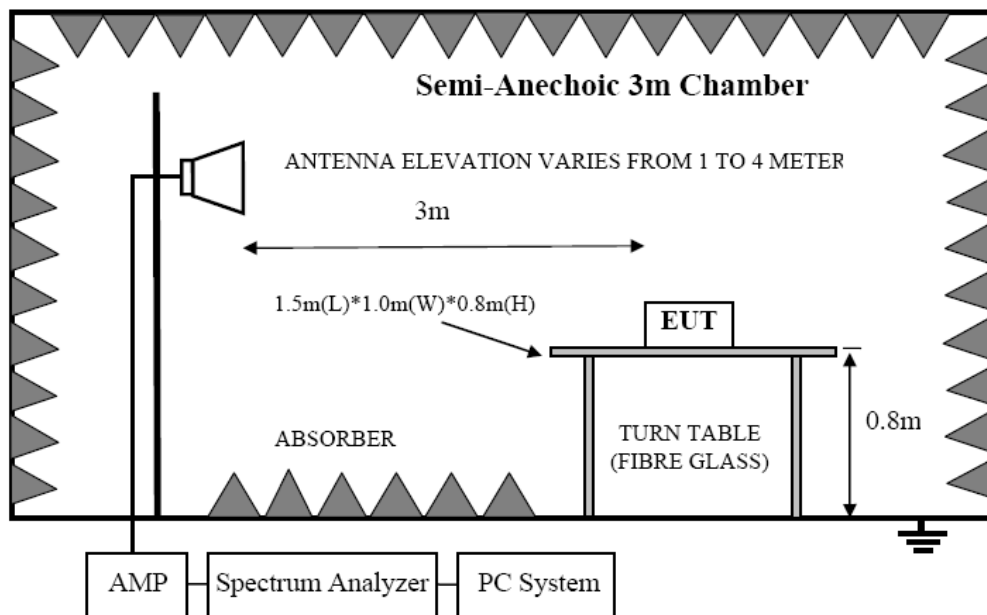 Semi-Anechoic 3m Chamber
ANTENNA ELEVATION VARIES FROM 1 TO 4 METER
3m
1.5m(L)*1.0m(W)*0.8m(H)
EUT
0.8m
ABSORBER
TURN TABLE
(FIBRE GLASS)
AMP
Spectrum Analyzer
PC System